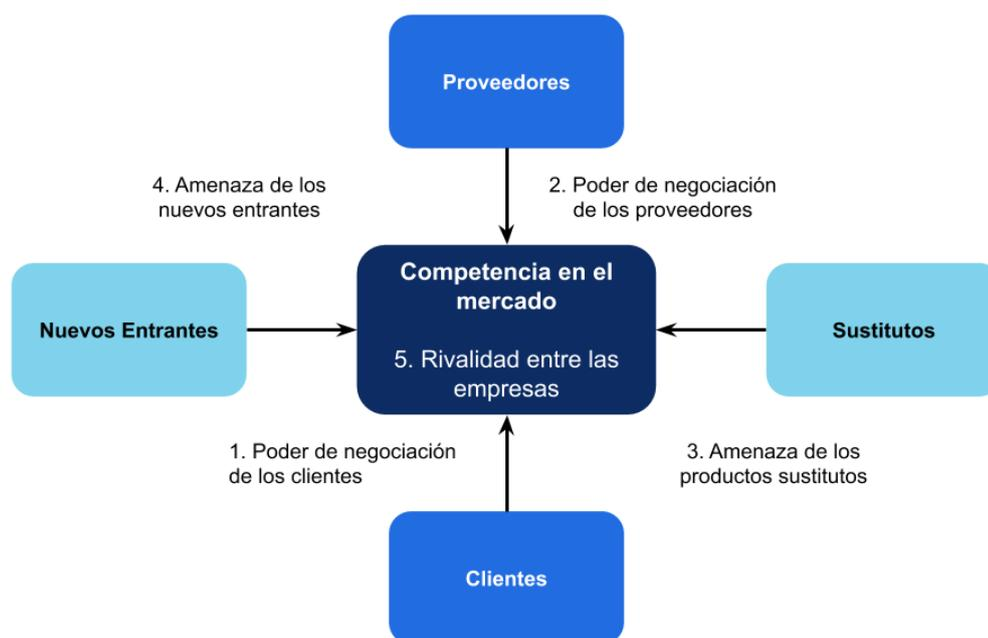 Proveedores
4. Amenaza de los
nuevos entrantes
2. Poder de negociación
de los proveedores
Competencia en el
mercado
Nuevos Entrantes
5. Rivalidad entre las
empresas
Sustitutos
1. Poder de negociación
de los clientes
3. Amenaza de los
productos sustitutos
Clientes